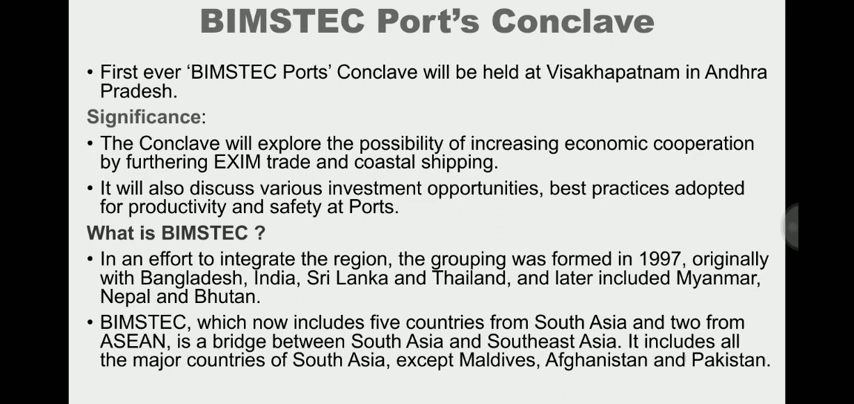 BIMSTEC Port’s Conclave
• First ever ‘BIMSTEC Ports’ Conclave will be held at Visakhapatnam in Andhra
Pradesh.
Significance:
• The Conclave will explore the possibility of increasing economic cooperation
by furthering EXIM trade and coastal shipping.
• It will also discuss various investment opportunities, best practices adopted
for productivity and safety at Ports.
What is BIMSTEC ?
• In an effort to integrate the region, the grouping was formed in 1997, originally
with Bangladesh, India, Sri Lanka and Thailand, and later included Myanmar,
Nepal and Bhutan.
• BIMSTEC, which now includes five countries from South Asia and two from
ASEAN, is a bridge between South Asia and Southeast Asia. It includes all
the major countries of South Asia, except Maldives, Afghanistan and Pakistan.